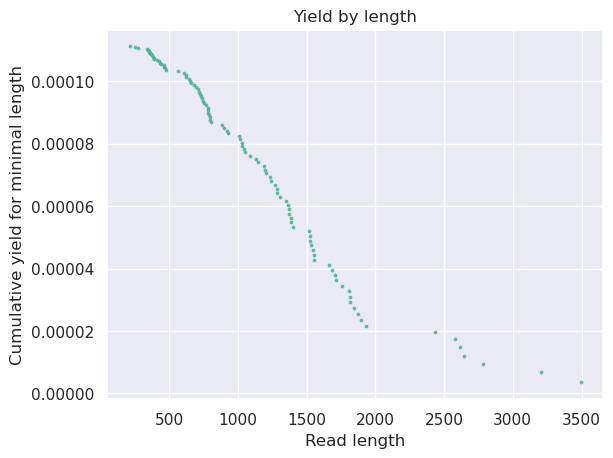 Yield by length
Cumulative yield for minimal length
0.00010
0.00008
0.00006
0.00004
0.00002
0.00000
500 1000 1500 2000 2500 3000 3500
Read length